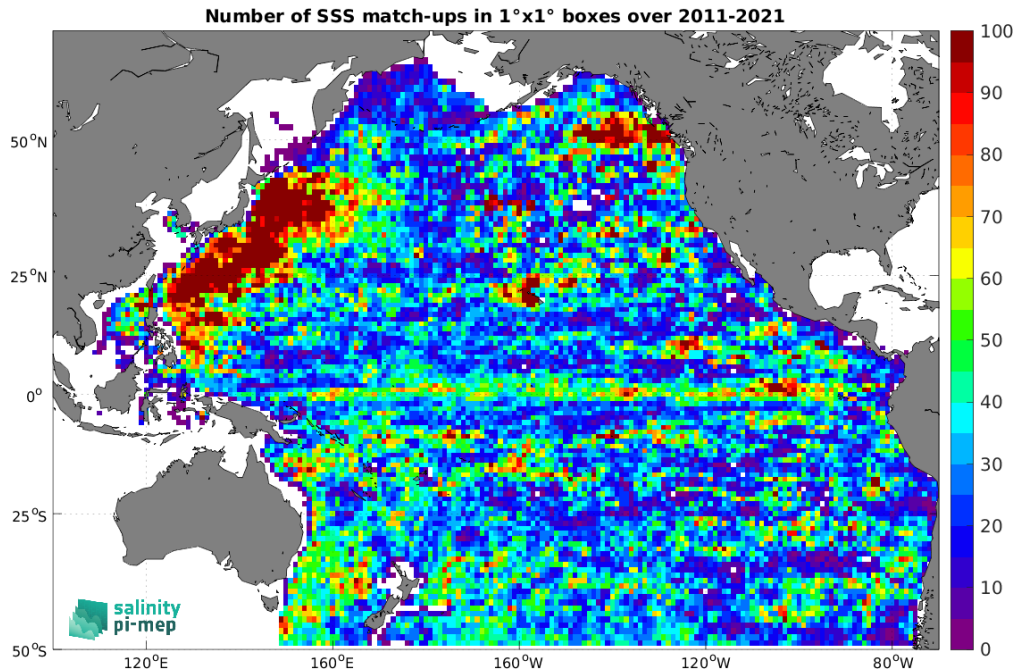 Number of SSS match-ups in 1°x1° boxes over 2011-2021
100
90
80
70
60
50
40
30
20
10
0
50°N
25°N
0°
25°S
50°S
120°E
160°E
160°W
120°W
80°W
salinity
pi-mep